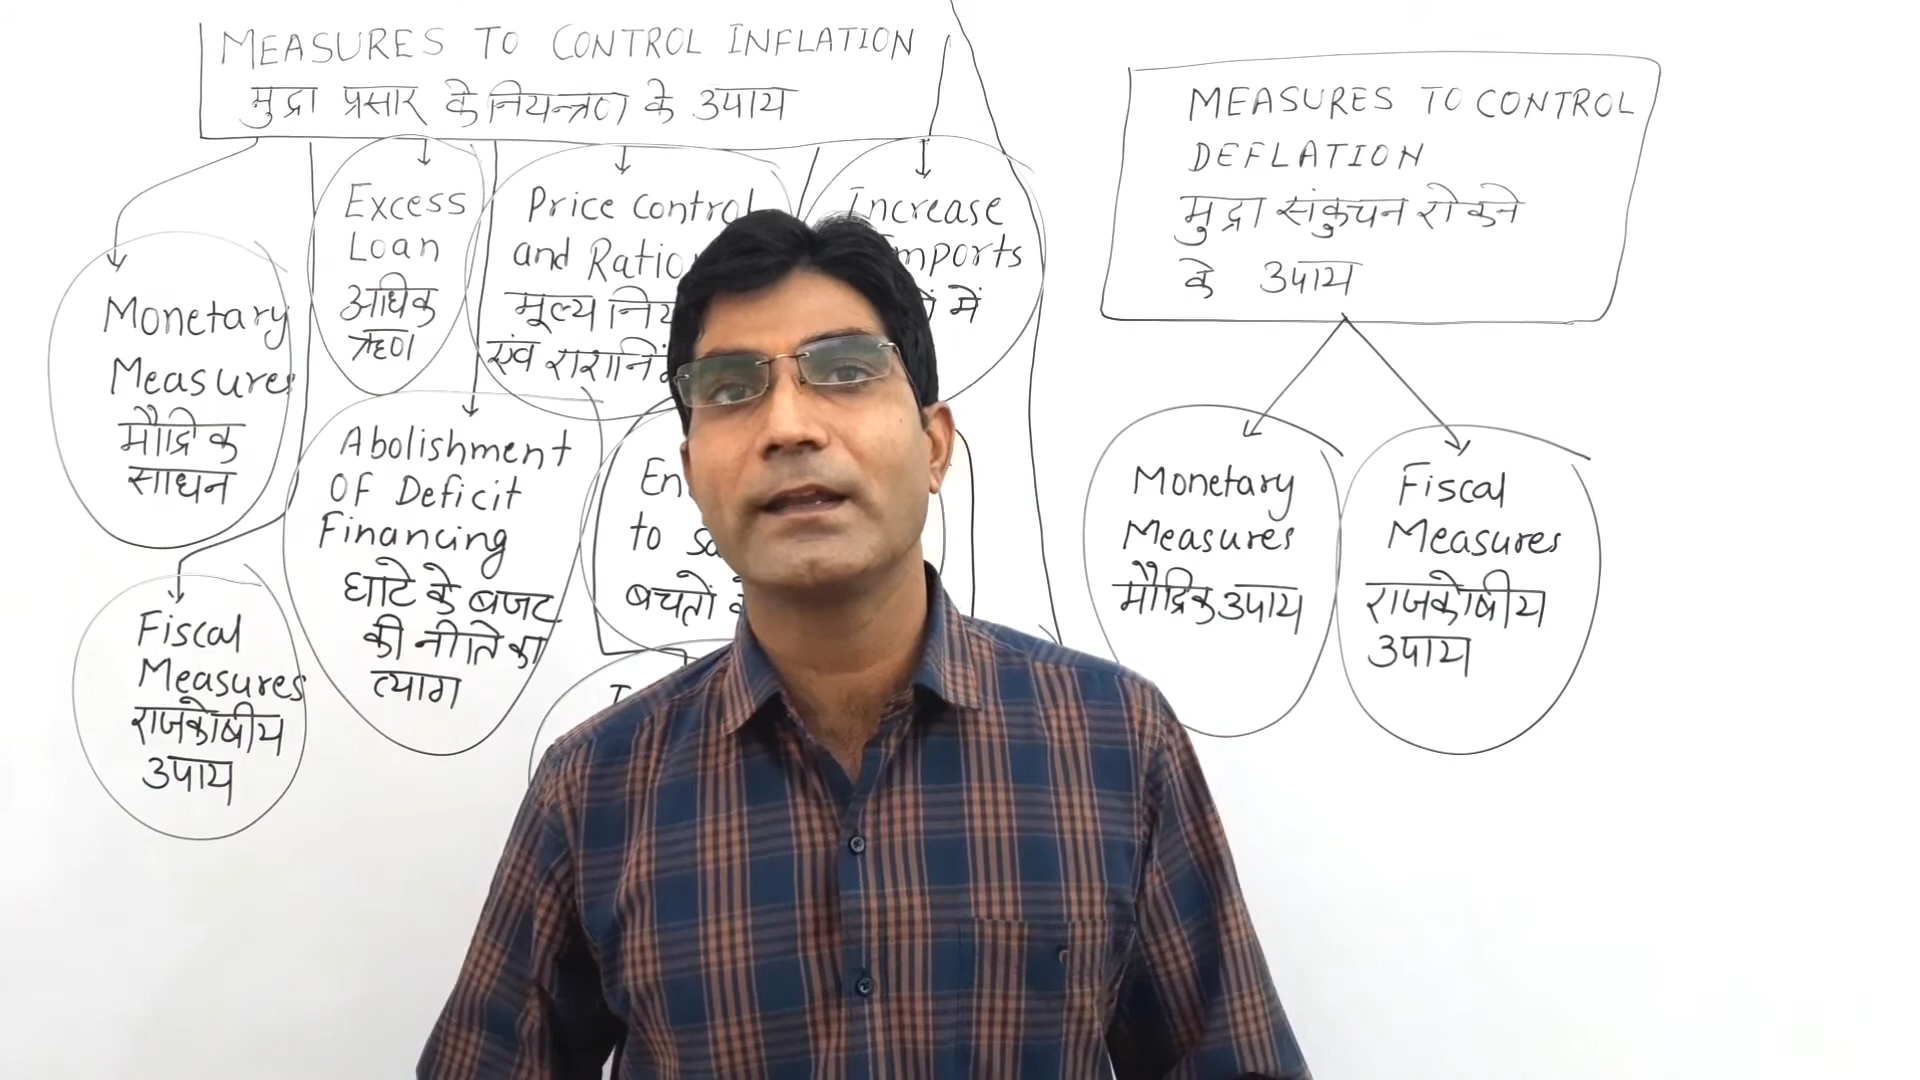 MEASURES TO CONTROL INFLATION
मुद्रा प्रसार के नियन्त्रण के उपाय
Monetary
Measures
मौद्रिक
साधन
Excess
Loan
अधिक
ऋण
Price Control
and
मूल्य
एंव
Increase
में
Fiscal
Measures
राजकोषीय
उपाय
Abolishment
OF Deficit
Financing
घाटे के बजट
की नीति का
त्याग
to
बचतों
MEASURES TO CONTROL
DEFLATION
मुद्रा संकुचन रोकने
के उपाय
Monetary
Measures
मौद्रिक उपाय
Fiscal
Measures
राजकोषीय
उपाय